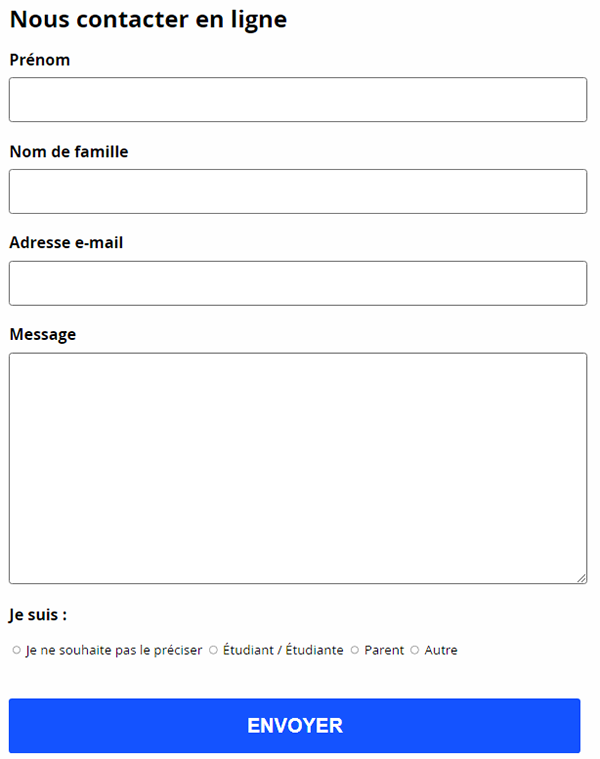 Nous contacter en ligne
Prénom
Nom de famille
Adresse e-mail
Message
Je suis :
Je ne souhaite pas le préciser Étudiant / Étudiante Parent Autre
ENVOYER